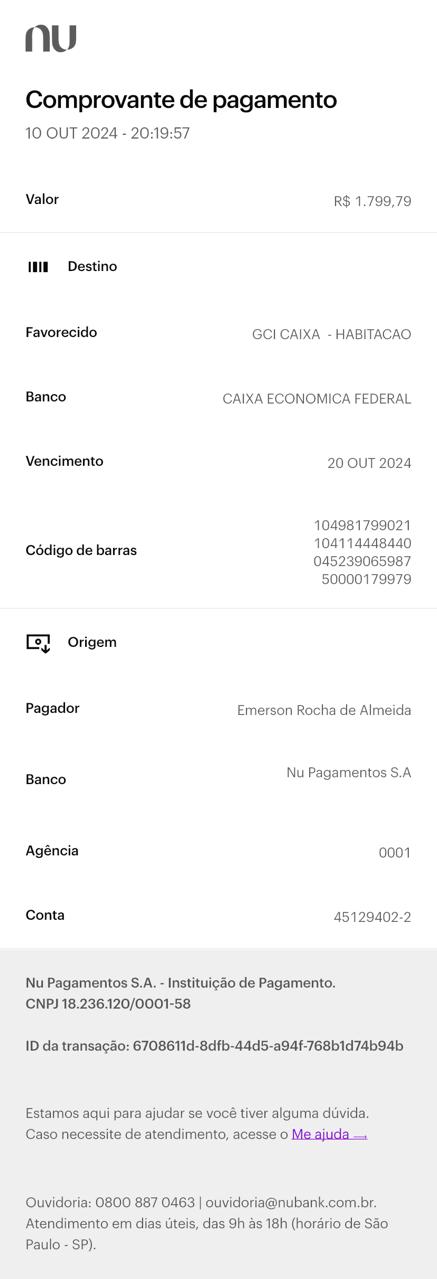 nu
Comprovante de pagamento
10 OUT 2024 - 20:19:57
Valor R$ 1.799,79
Destino
Favorecido GCI CAIXA - HABITACAO
Banco CAIXA ECONOMICA FEDERAL
Vencimento 20 OUT 2024
Código de barras
104981799021
104114448440
045239065987
50000179979
Origem
Pagador Emerson Rocha de Almeida
Banco Nu Pagamentos S.A
Agência 0001
Conta 45129402-2
Nu Pagamentos S.A. - Instituição de Pagamento.
CNPJ 18.236.120/0001-58
ID da transação: 6708611d-8dfb-44d5-a94f-768b1d74b94b
Estamos aqui para ajudar se você tiver alguma dúvida.
Caso necessite de atendimento, acesse o Me ajuda →
Ouvidoria: 0800 887 0463 | ouvidoria@nubank.com.br.
Atendimento em dias úteis, das 9h às 18h (horário de São
Paulo - SP).